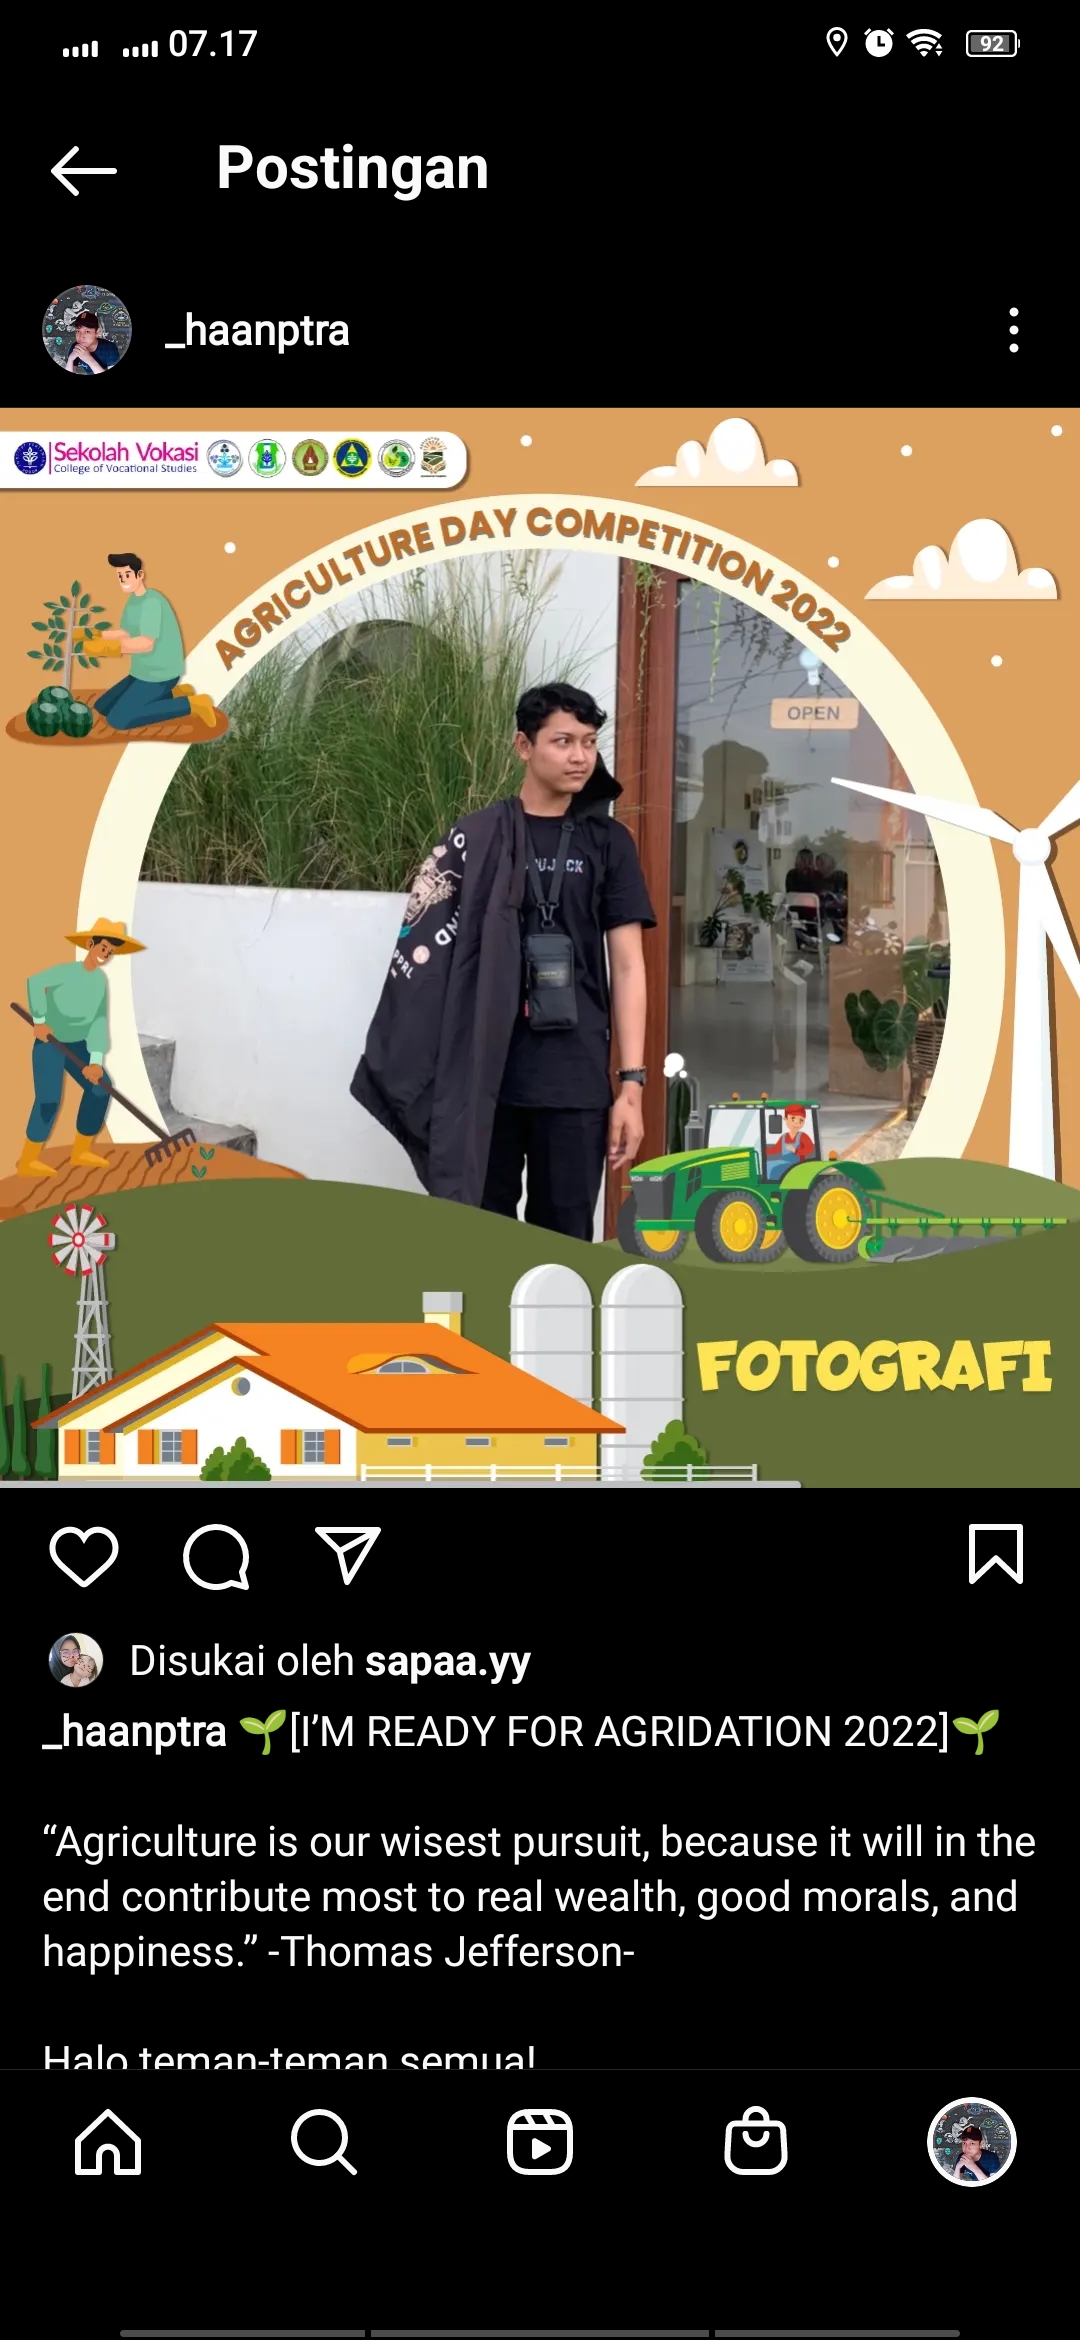 07.17
92
Postingan
_haanptra
Sekolah Vokasi
College of Vocational Studies
AGRICULTURE DAY COMPETITION 2022
OPEN
FOTOGRAFI
Disukai oleh sapaa.yy
_haanptra 🌱[I’M READY FOR AGRIDATION 2022]🌱
“Agriculture is our wisest pursuit, because it will in the
end contribute most to real wealth, good morals, and
happiness.” -Thomas Jefferson-
Halo teman-teman semua!